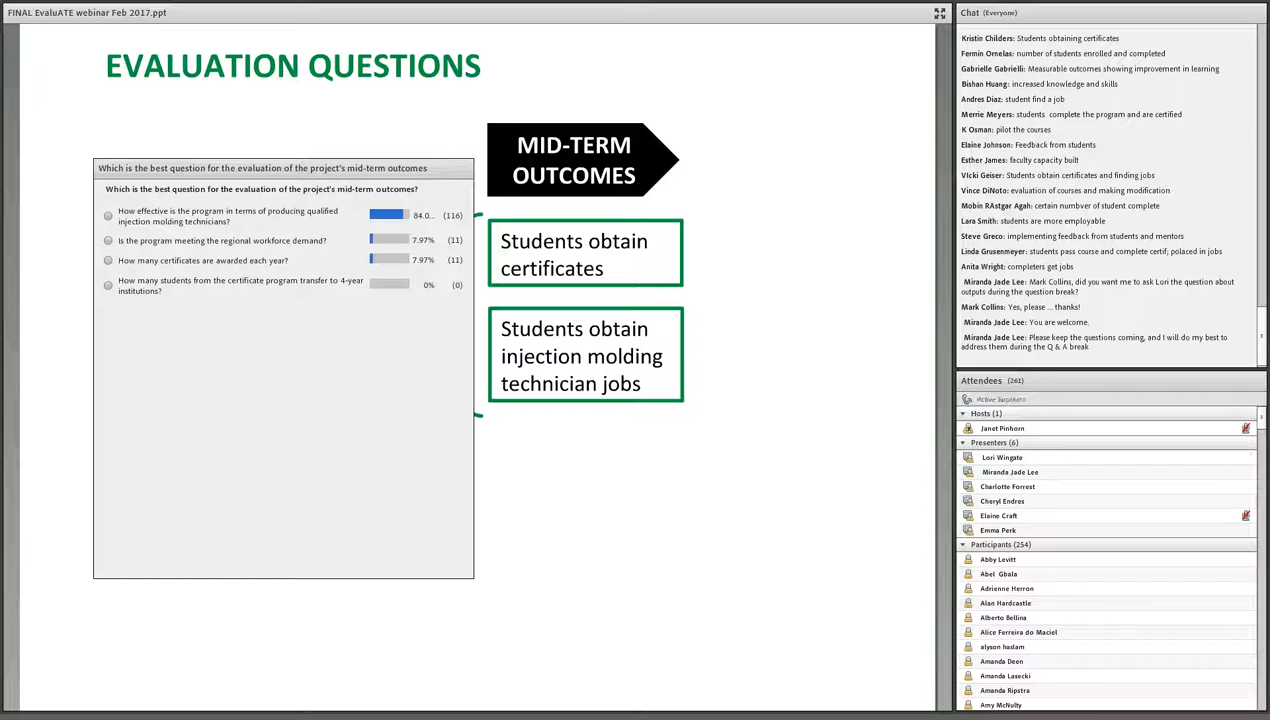 FINAL EvaluATE webinar Feb 2017.ppt
EVALUATION QUESTIONS
MID-TERM
OUTCOMES
Which is the best question for the evaluation of the project's mid-term outcomes
Which is the best question for the evaluation of the project's mid-term outcomes?
How effective is the program in terms of producing qualified
injection molding technicians?
84.0... (116)
Is the program meeting the regional workforce demand?
7.97% (11)
How many certificates are awarded each year?
7.97% (11)
How many students from the certificate program transfer to 4-year
institutions?
0% (0)
Students obtain
certificates
Students obtain
injection molding
technician jobs
Chat (Everyone)
Kristin Childers: Students obtaining certificates
Fermin Ornelas: number of students enrolled and completed
Gabrielle Gabrielli: Measurable outcomes showing improvement in learning
Bishan Huang: increased knowledge and skills
Andres Diaz: student find a job
Merrie Meyers: students complete the program and are certified
K Osman: pilot the courses
Elaine Johnson: Feedback from students
Esther James: faculty capacity built
VIcki Geiser: Students obtain certificates and finding jobs
Vince DiNoto: evaluation of courses and making modification
Mobin RAstgar Agah: certain numbver of student complete
Lara Smith: students are more employable
Steve Greco: implementing feedback from students and mentors
Linda Grusenmeyer: students pass course and complete certif; polaced in jobs
Anita Wright: completers get jobs
Miranda Jade Lee: Mark Collins, did you want me to ask Lori the question about
outputs during the question break?
Mark Collins: Yes, please ... thanks!
Miranda Jade Lee: You are welcome.
Miranda Jade Lee: Please keep the questions coming, and I will do my best to
address them during the Q & A break
Attendees (261)
Active Speakers
Hosts (1)
Janet Pinhorn
Presenters (6)
Lori Wingate
Miranda Jade Lee
Charlotte Forrest
Cheryl Endres
Elaine Craft
Emma Perk
Participants (254)
Abby Levitt
Abel Gbala
Adrienne Herron
Alan Hardcastle
Alberto Bellina
Alice Ferreira do Maciel
alyson haslam
Amanda Deen
Amanda Lasecki
Amanda Ripstra
Amy McNulty